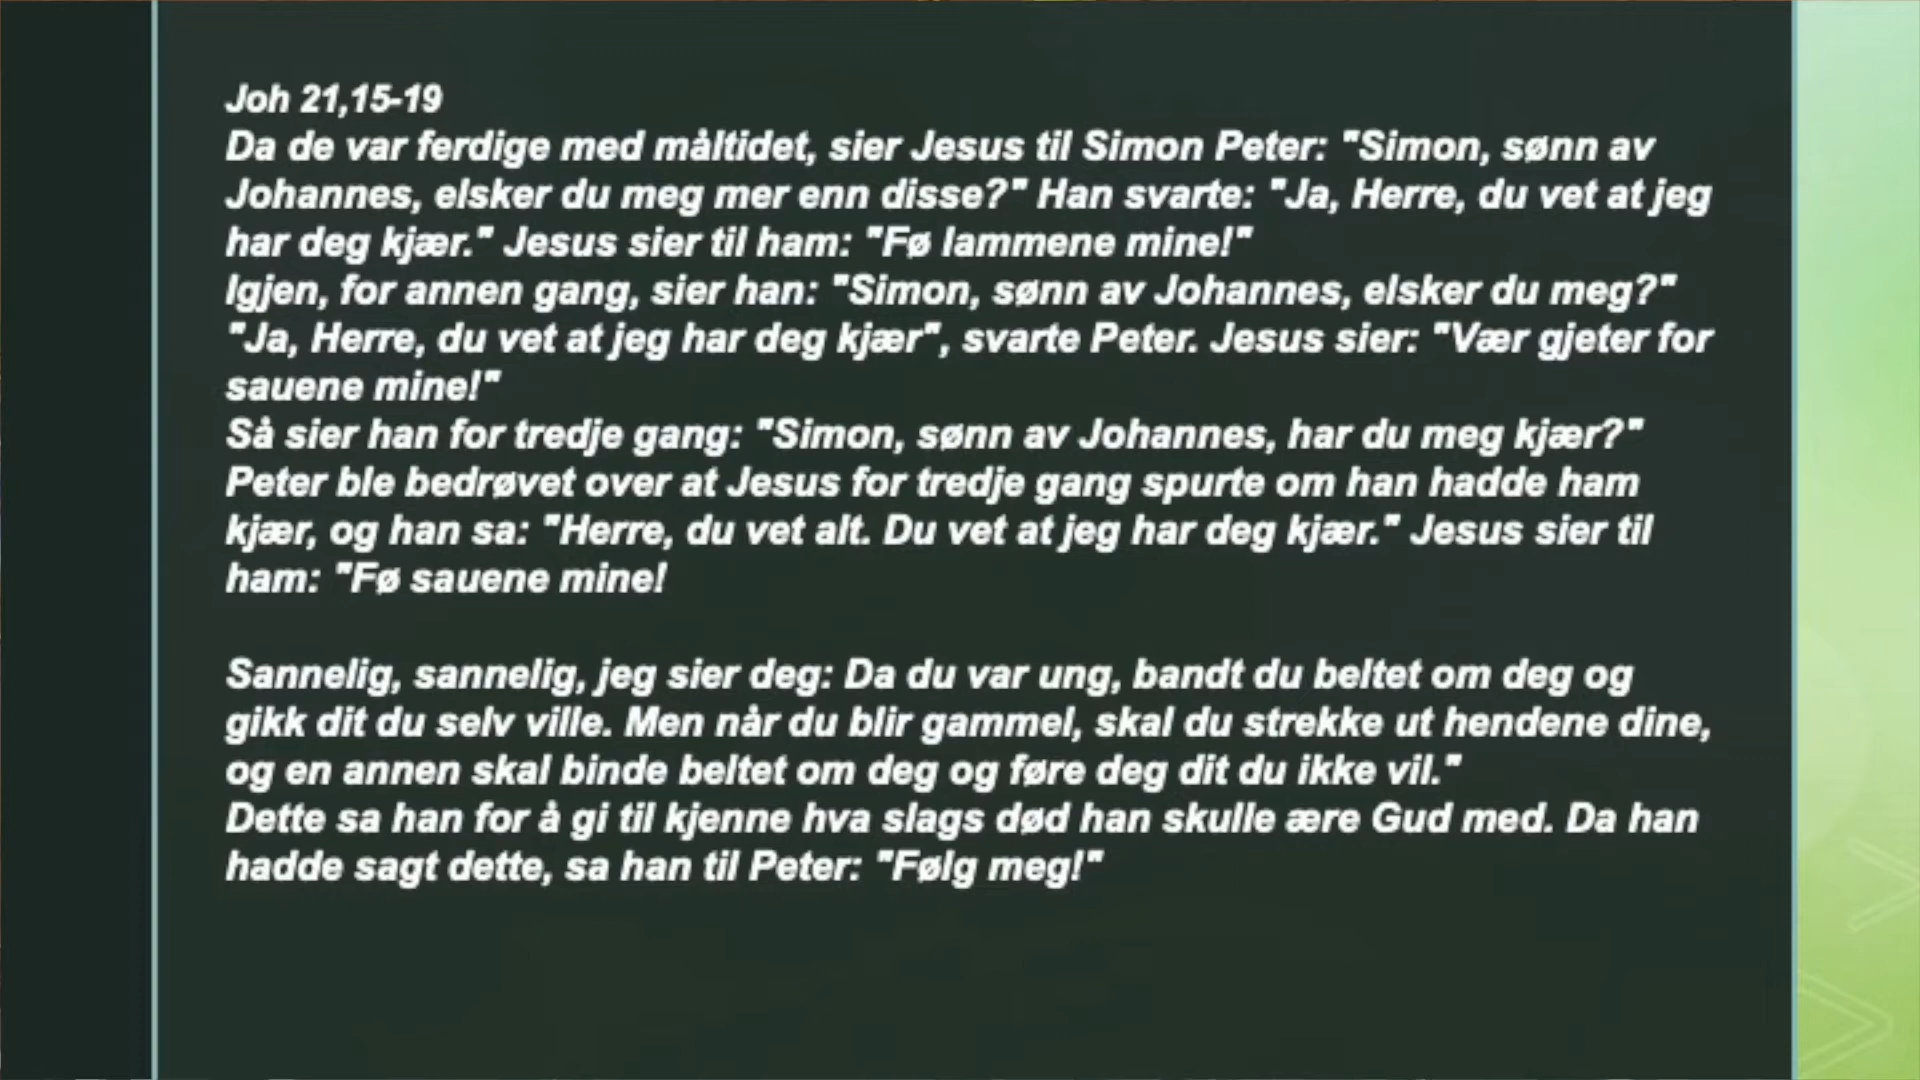 Joh 21,15-19
Da de var ferdige med måltidet, sier Jesus til Simon Peter: "Simon, sønn av
Johannes, elsker du meg mer enn disse?" Han svarte: "Ja, Herre, du vet at jeg
har deg kjær." Jesus sier til ham: "Fø lammene mine!"
Igjen, for annen gang, sier han: "Simon, sønn av Johannes, elsker du meg?"
"Ja, Herre, du vet at jeg har deg kjær", svarte Peter. Jesus sier: "Vær gjeter for
sauene mine!"
Så sier han for tredje gang: "Simon, sønn av Johannes, har du meg kjær?"
Peter ble bedrøvet over at Jesus for tredje gang spurte om han hadde ham
kjær, og han sa: "Herre, du vet alt. Du vet at jeg har deg kjær." Jesus sier til
ham: "Fø sauene mine!
Sannelig, sannelig, jeg sier deg: Da du var ung, bandt du beltet om deg og
gikk dit du selv ville. Men når du blir gammel, skal du strekke ut hendene dine,
og en annen skal binde beltet om deg og føre deg dit du ikke vil."
Dette sa han for å gi til kjenne hva slags død han skulle ære Gud med. Da han
hadde sagt dette, sa han til Peter: "Følg meg!"